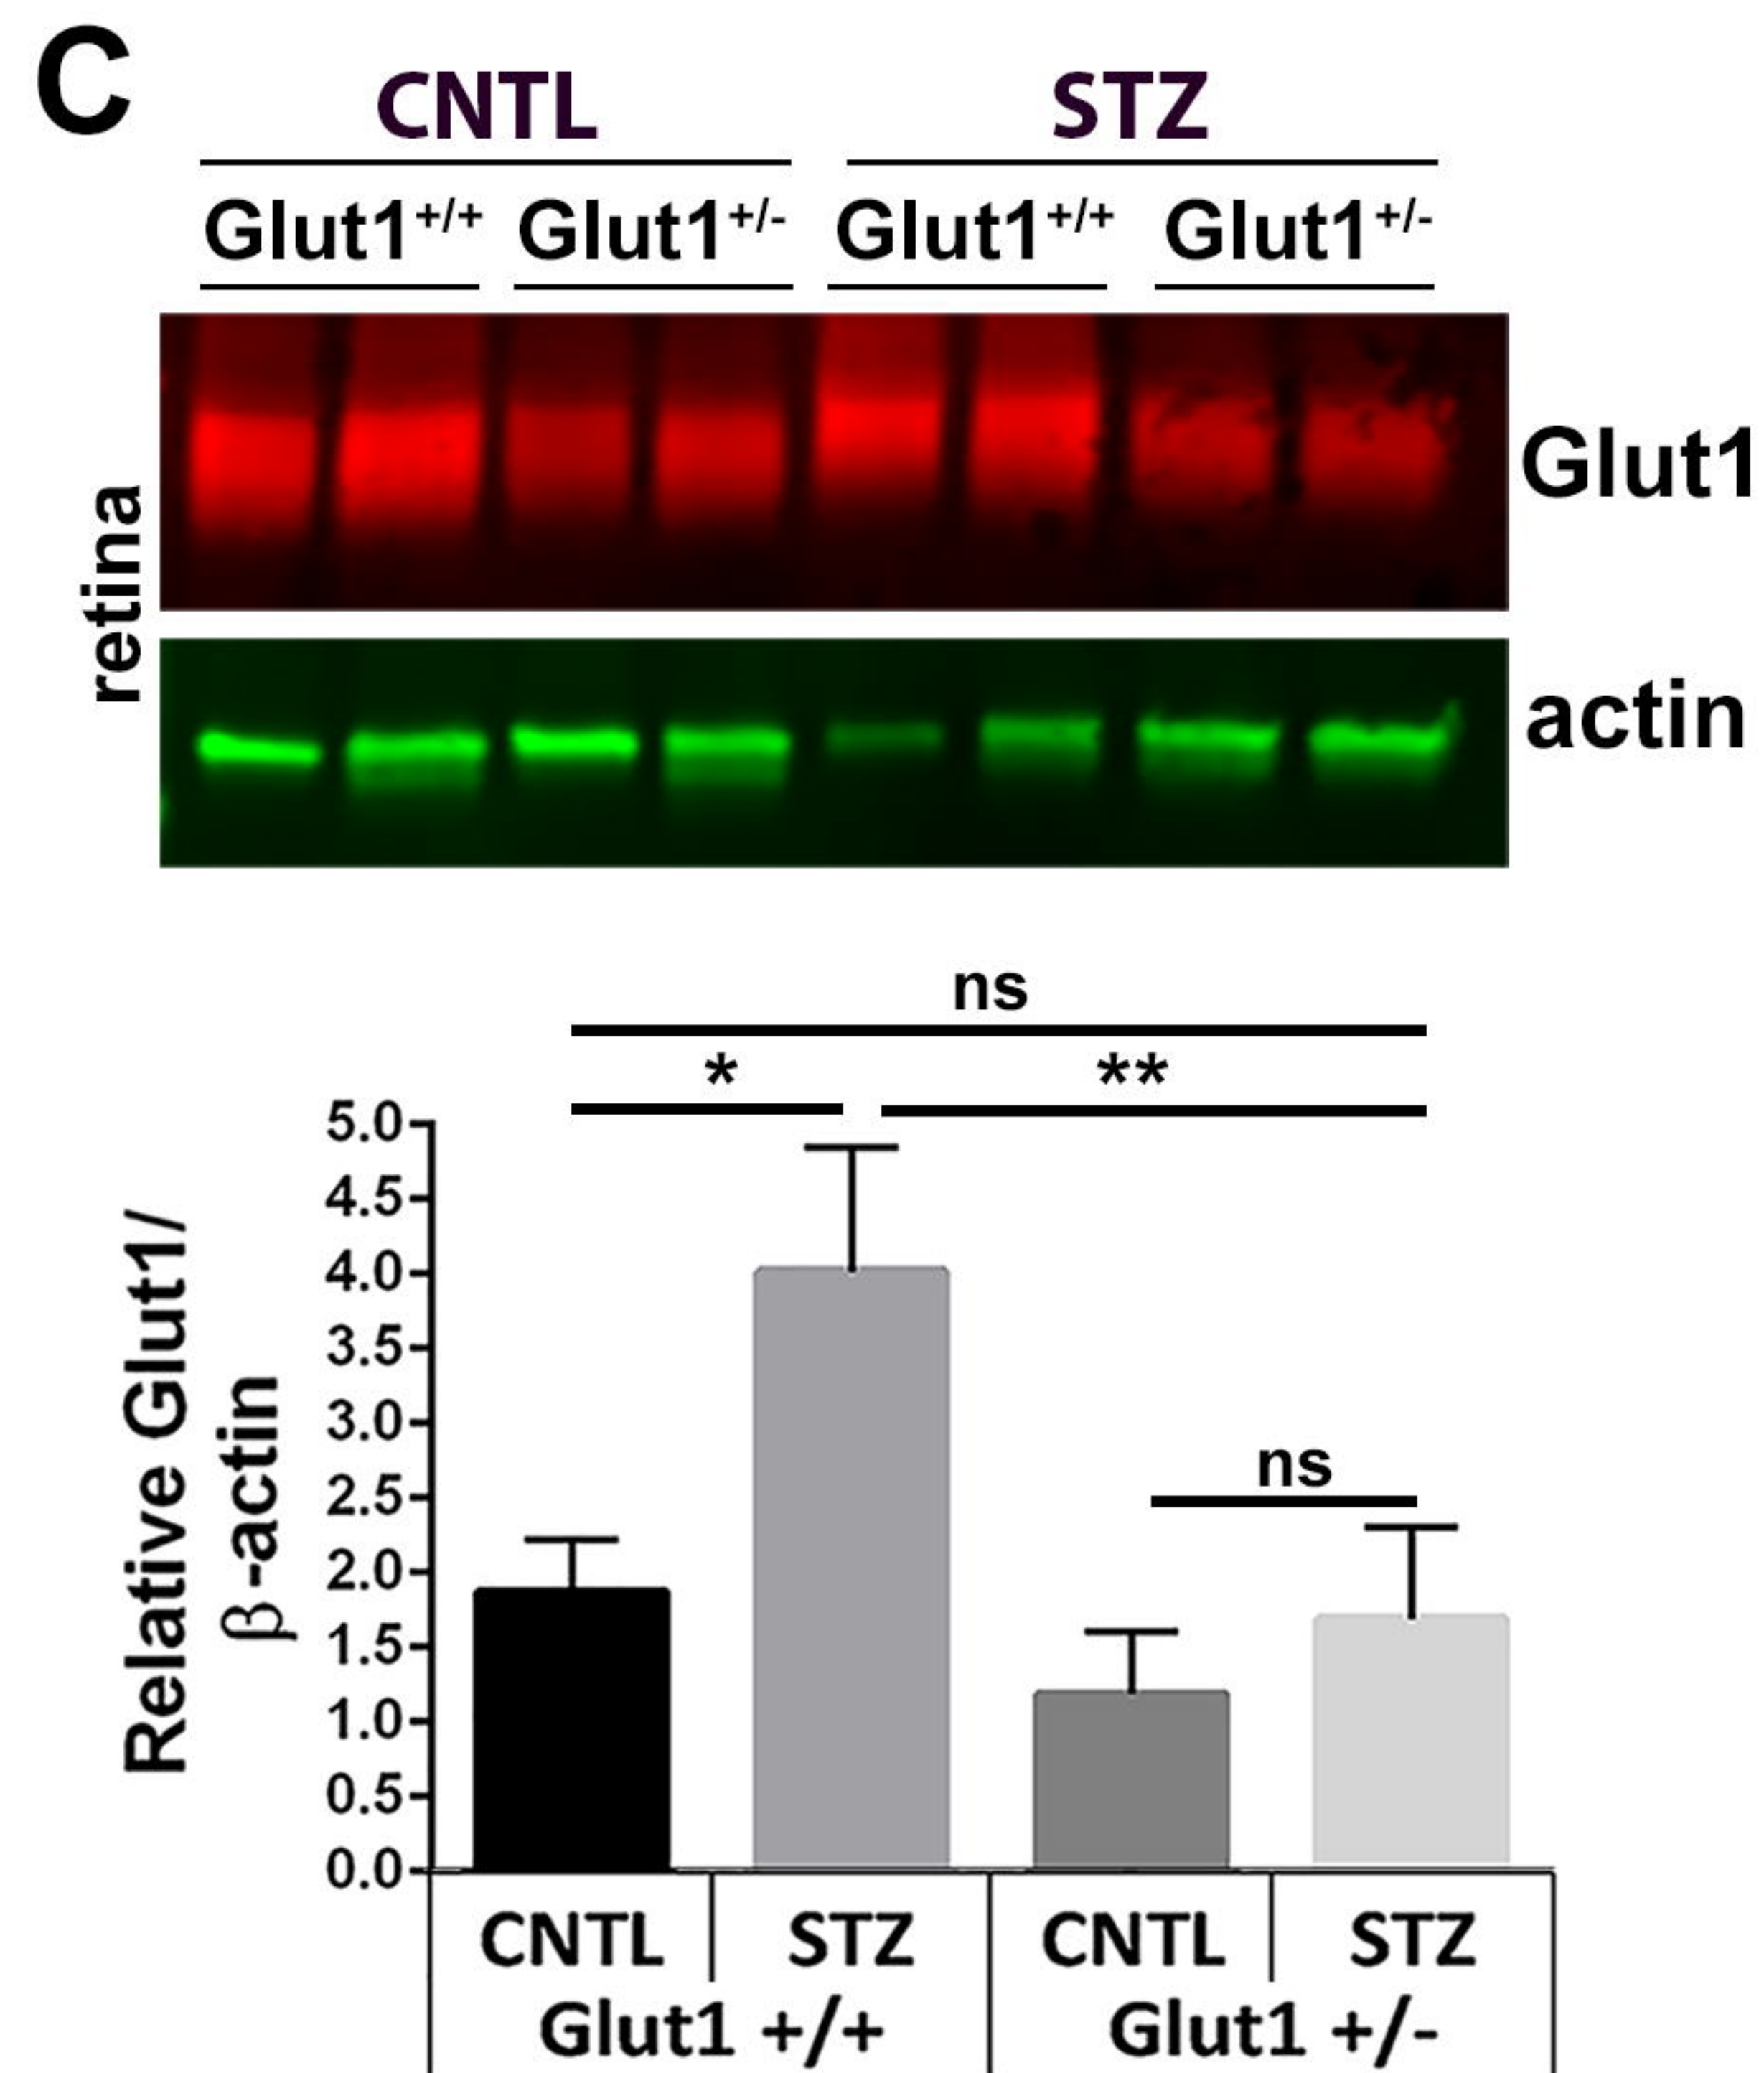 C
CNTL STZ
Glut1+/+ Glut1+/- Glut1+/+ Glut1+/-
retina
Glut1
actin
ns
* **
5.0
4.5
4.0
3.5
3.0
2.5
2.0
1.5
1.0
0.5
0.0
Relative Glut1/
β-actin
ns
CNTL STZ CNTL STZ
Glut1 +/+ Glut1 +/-